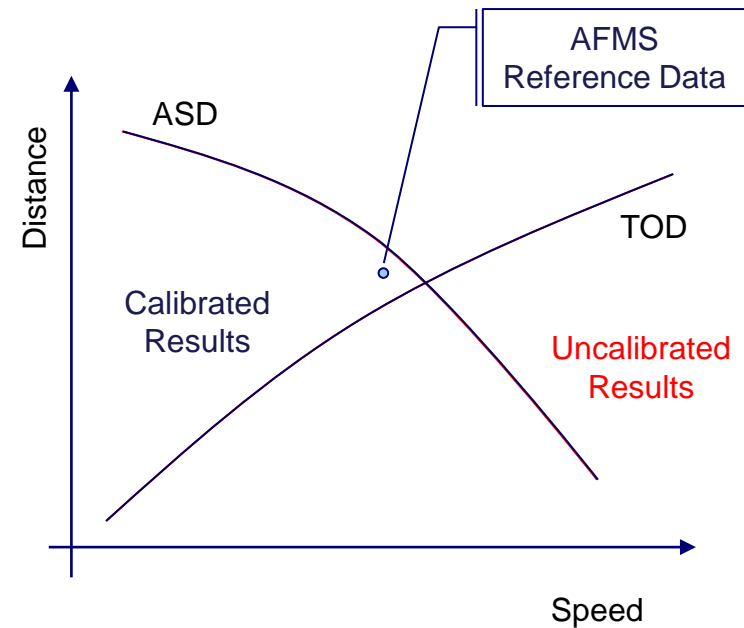 AFMS
Reference Data
ASD
Distance
TOD
Calibrated
Results
Uncalibrated
Results
Speed